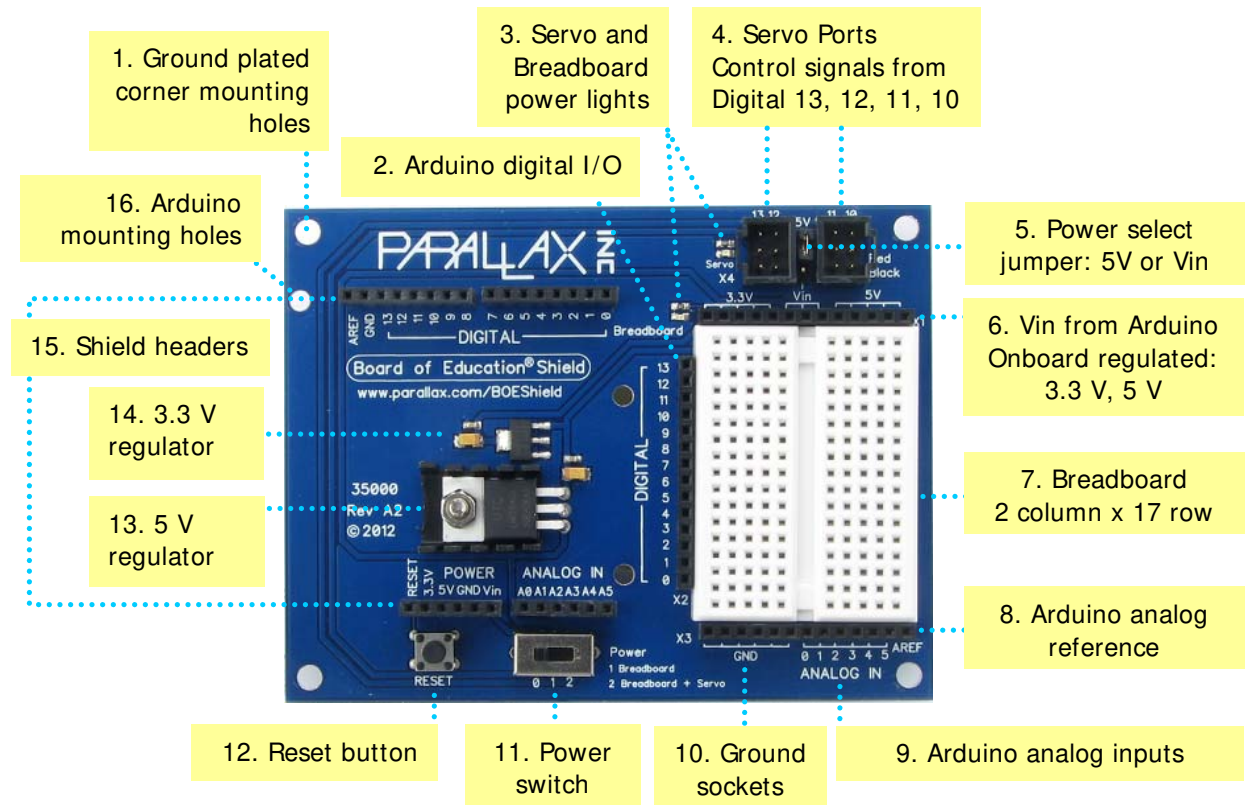 1. Ground plated
corner mounting
holes
3. Servo and
Breadboard
power lights
4. Servo Ports
Control signals from
Digital 13, 12, 11, 10
2. Arduino digital I/O
16. Arduino
mounting holes
5. Power select
jumper: 5V or Vin
15. Shield headers
6. Vin from Arduino
Onboard regulated:
3.3 V, 5 V
14. 3.3 V
regulator
7. Breadboard
2 column x 17 row
13. 5 V
regulator
8. Arduino analog
reference
12. Reset button
11. Power
switch
10. Ground
sockets
9. Arduino analog inputs
PARALLAX INC
13 12
5V
11 10
Servo
X4
Red
Black
3.3V
Vin
5V
X1
AREF
GND
13
12
11
10
9
8
7
6
5
4
3
2
1
0
DIGITAL
Breadboard
Board of Education® Shield
www.parallax.com/BOEShield
13
12
11
10
9
8
7
6
5
4
3
2
1
0
DIGITAL
X2
35000
Rev A2
©2012
RESET
3.3V
POWER
5V GND Vin
ANALOG IN
A0 A1 A2 A3 A4 A5
RESET
0 1 2
Power
1 Breadboard
2 Breadboard + Servo
X3
GND
0 1 2 3 4 5 AREF
ANALOG IN